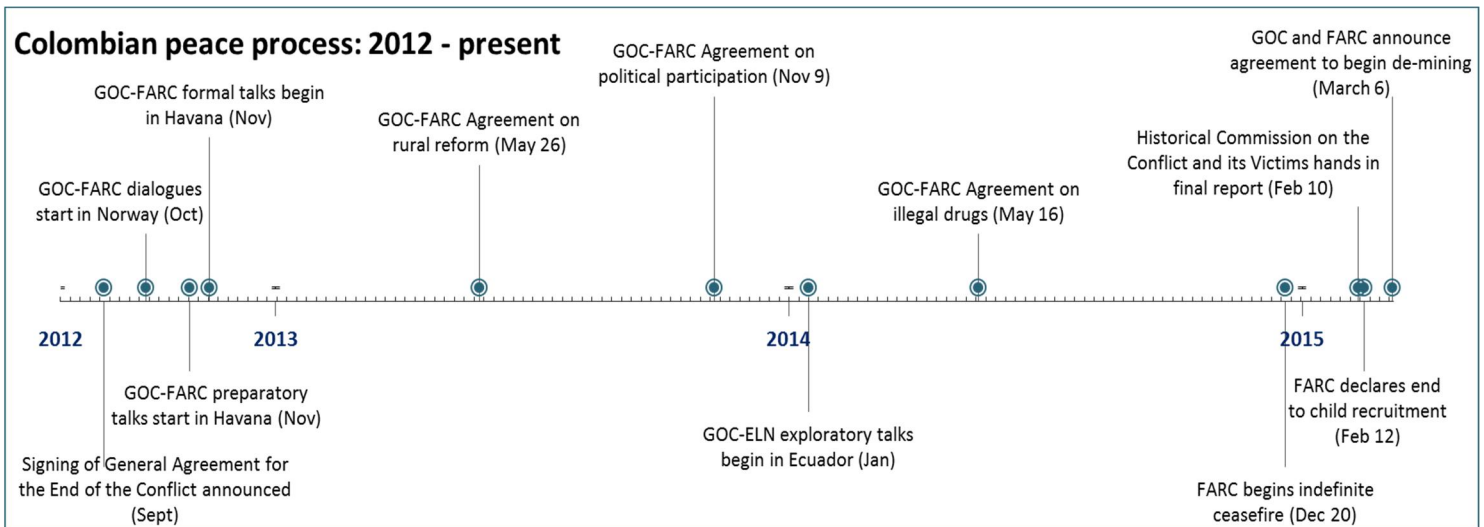 Colombian peace process: 2012 - present
GOC-FARC formal talks begin
in Havana (Nov)
GOC-FARC dialogues
start in Norway (Oct)
GOC-FARC Agreement on
rural reform (May 26)
GOC-FARC Agreement on
political participation (Nov 9)
GOC-FARC Agreement on
illegal drugs (May 16)
GOC and FARC announce
agreement to begin de-mining
(March 6)
Historical Commission on the
Conflict and its Victims hands in
final report (Feb 10)
2012
2013
2014
2015
GOC-FARC preparatory
talks start in Havana (Nov)
Signing of General Agreement for
the End of the Conflict announced
(Sept)
GOC-ELN exploratory talks
begin in Ecuador (Jan)
FARC declares end
to child recruitment
(Feb 12)
FARC begins indefinite
ceasefire (Dec 20)